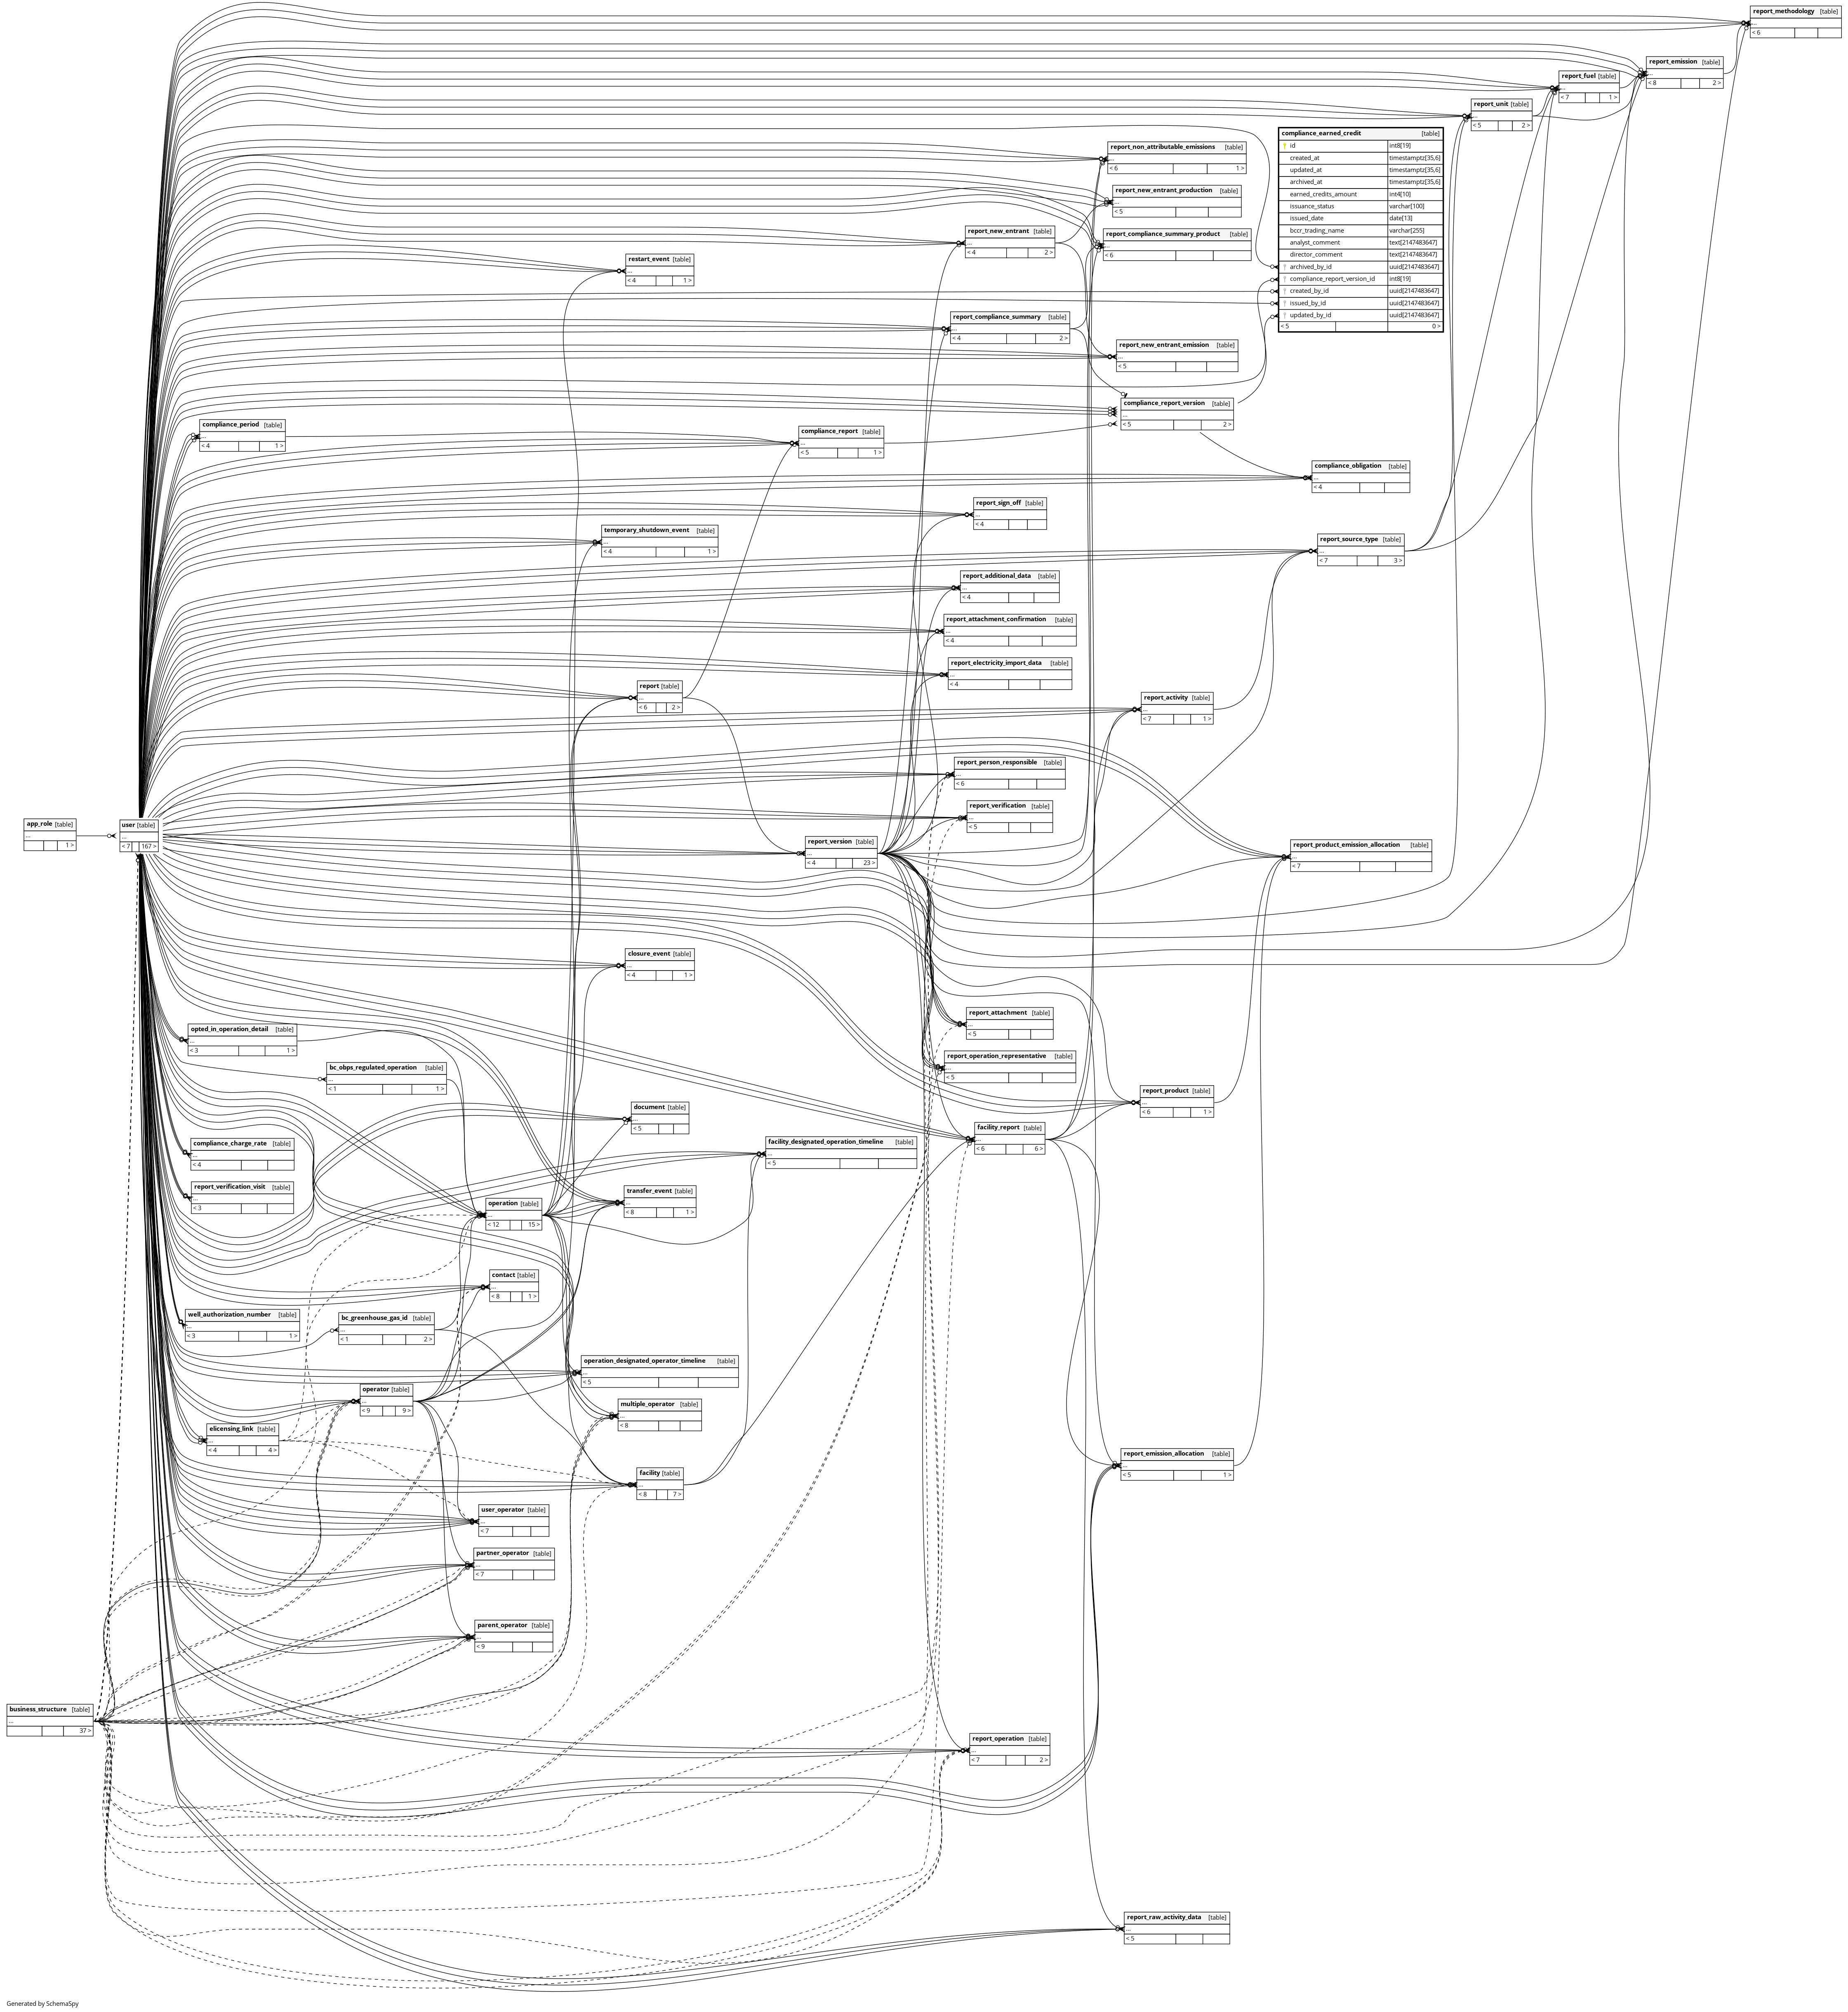 report_methodology [table]
...
< 6
report_emission [table]
...
< 8 2 >
report_fuel [table]
...
< 7 1 >
report_unit [table]
...
< 5 2 >
compliance_earned_credit [table]
id int8[19]
created_at timestamptz[35,6]
updated_at timestamptz[35,6]
archived_at timestamptz[35,6]
earned_credits_amount int4[10]
issuance_status varchar[100]
issued_date date[13]
bccr_trading_name varchar[255]
analyst_comment text[2147483647]
director_comment text[2147483647]
archived_by_id uuid[2147483647]
compliance_report_version_id int8[19]
created_by_id uuid[2147483647]
issued_by_id uuid[2147483647]
updated_by_id uuid[2147483647]
< 5 0 >
report_non_attributable_emissions [table]
...
< 6 1 >
report_new_entrant_production [table]
...
< 5
report_new_entrant [table]
...
< 4 2 >
report_compliance_summary_product [table]
...
< 6
restart_event [table]
...
< 4 1 >
report_compliance_summary [table]
...
< 4 2 >
report_new_entrant_emission [table]
...
< 5
compliance_report_version [table]
...
< 5 2 >
compliance_period [table]
...
< 4 1 >
compliance_report [table]
...
< 5 1 >
compliance_obligation [table]
...
< 4
report_sign_off [table]
...
< 4
temporary_shutdown_event [table]
...
< 4 1 >
report_source_type [table]
...
< 7 3 >
report_additional_data [table]
...
< 4
report_attachment_confirmation [table]
...
< 4
report_electricity_import_data [table]
...
< 4
report [table]
...
< 6 2 >
report_activity [table]
...
< 7 1 >
report_person_responsible [table]
...
< 6
report_verification [table]
...
< 5
app_role [table]
...
1 >
user [table]
...
< 7 167 >
report_version [table]
...
< 4 23 >
report_product_emission_allocation [table]
...
< 7
closure_event [table]
...
< 4 1 >
report_attachment [table]
...
< 5
opted_in_operation_detail [table]
...
< 3 1 >
report_operation_representative [table]
...
< 5
bc_obps_regulated_operation [table]
...
< 1 1 >
report_product [table]
...
< 6 1 >
document [table]
...
< 5
facility_report [table]
...
< 6 6 >
compliance_charge_rate [table]
...
< 4
facility_designated_operation_timeline [table]
...
< 5
report_verification_visit [table]
...
< 3
operation [table]
...
< 12 15 >
transfer_event [table]
...
< 8 1 >
contact [table]
...
< 8 1 >
well_authorization_number [table]
...
< 3 1 >
bc_greenhouse_gas_id [table]
...
< 1 2 >
operation_designated_operator_timeline [table]
...
< 5
operator [table]
...
< 9 9 >
multiple_operator [table]
...
< 8
elicensing_link [table]
...
< 4 4 >
report_emission_allocation [table]
...
< 5 1 >
facility [table]
...
< 8 7 >
user_operator [table]
...
< 7
partner_operator [table]
...
< 7
parent_operator [table]
...
< 9
business_structure [table]
...
37 >
report_operation [table]
...
< 7 2 >
report_raw_activity_data [table]
...
< 5
Generated by SchemaSpy